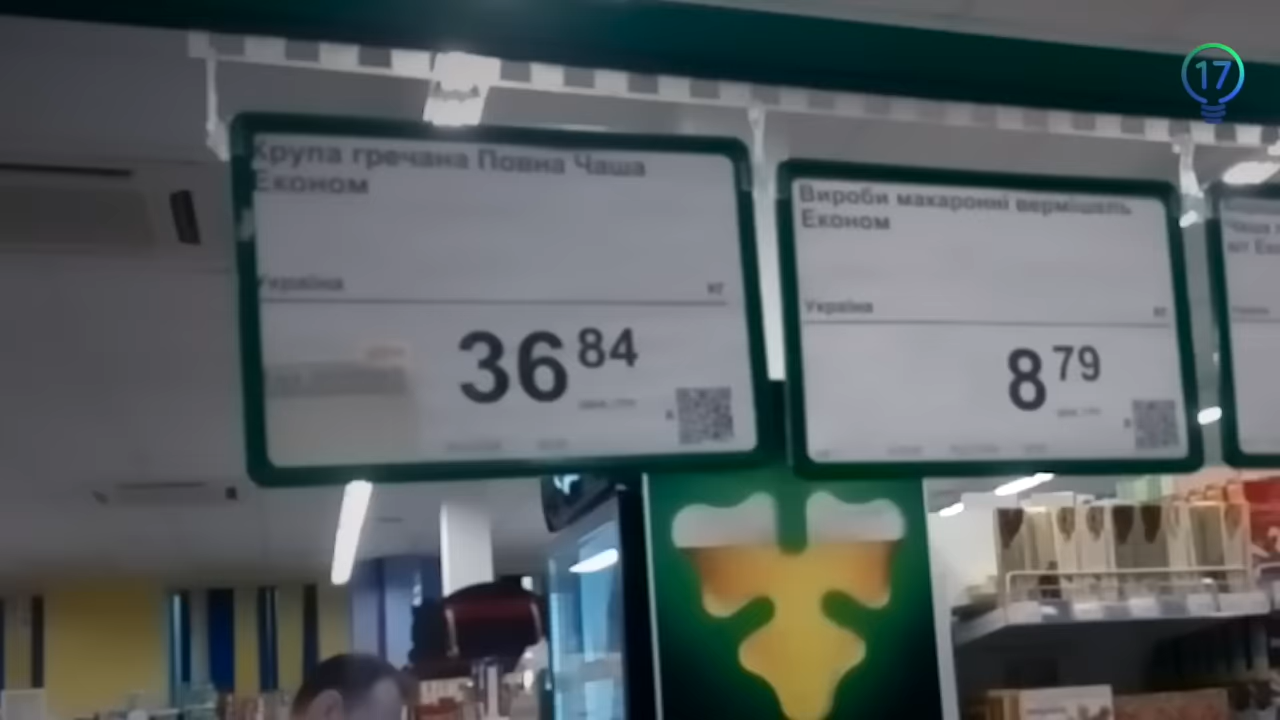 17
Крупа гречана Повна Чаша
Економ
Україна кг
36 84
Вироби макаронні вермішель
Економ
Україна кг
8 79